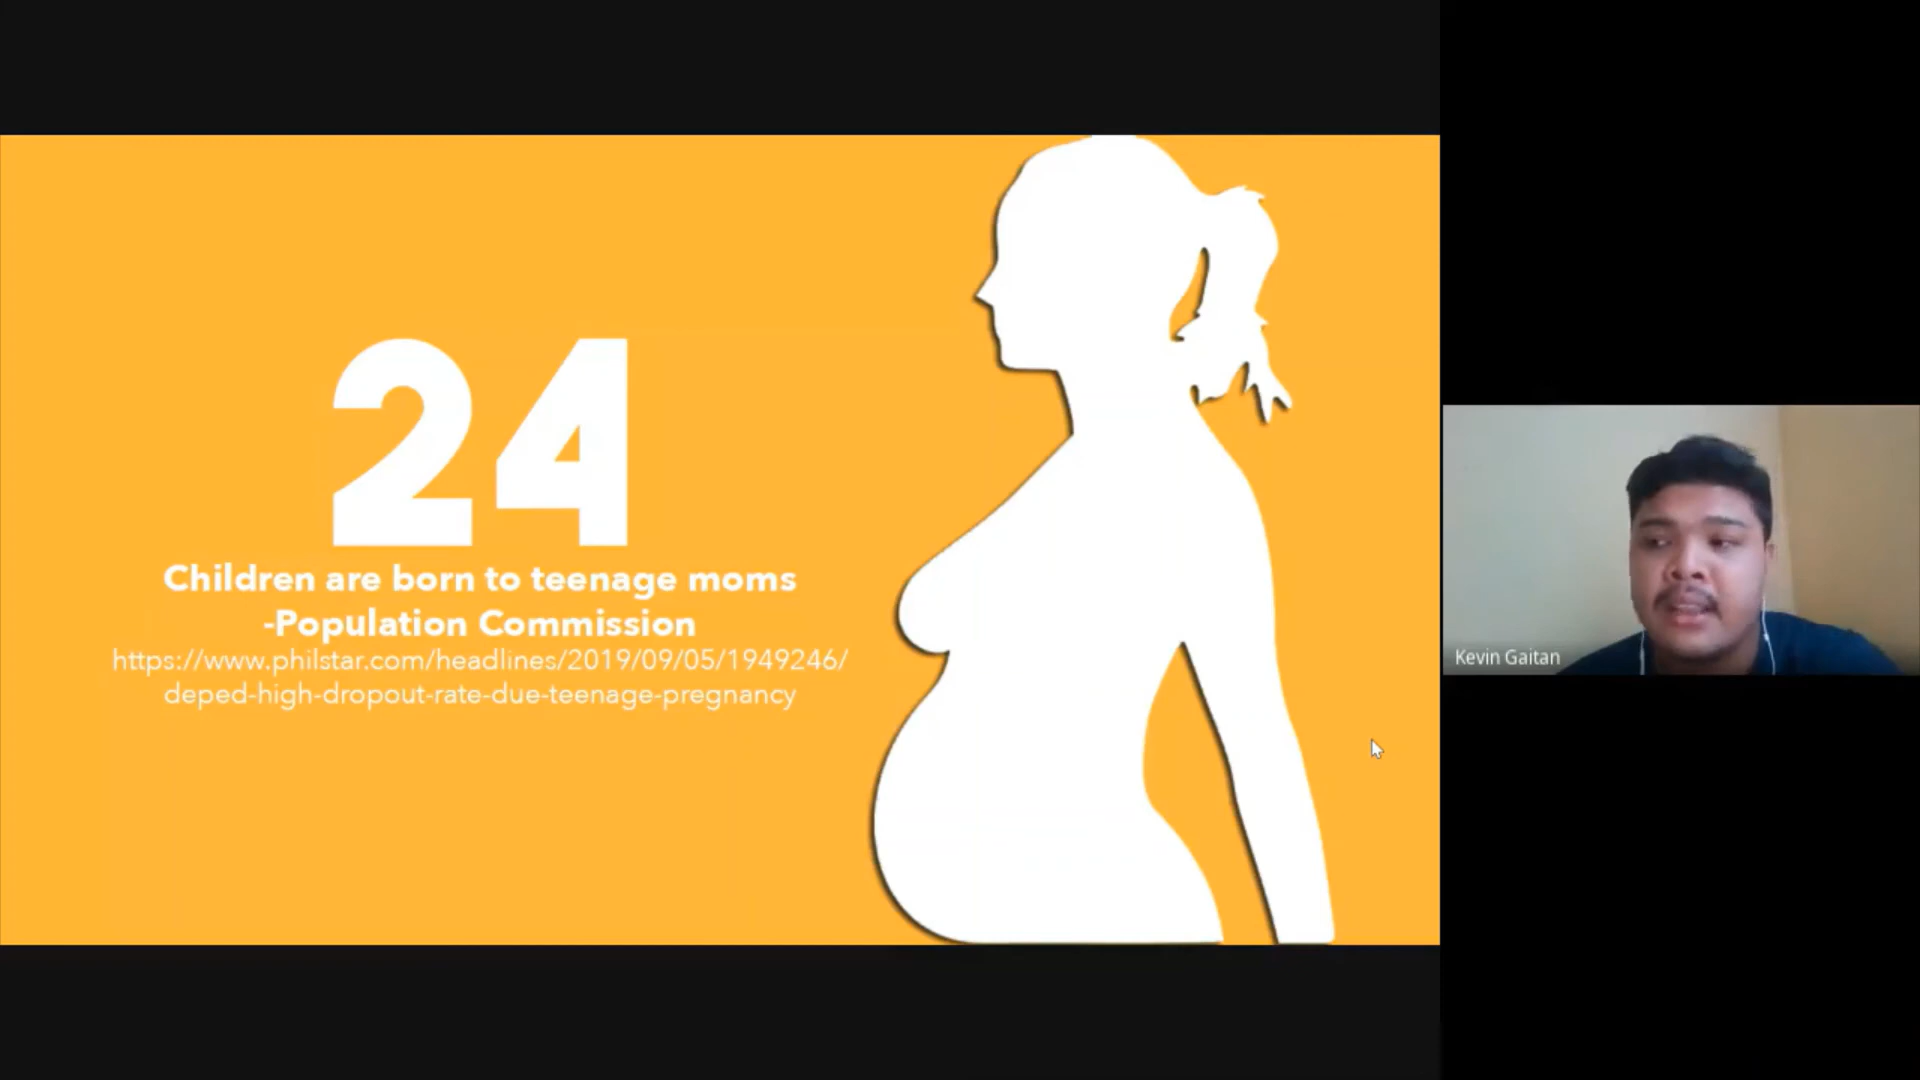 24
Children are born to teenage moms
-Population Commission
https://www.philstar.com/headlines/2019/09/05/1949246/
deped-high-dropout-rate-due-teenage-pregnancy
Kevin Gaitan